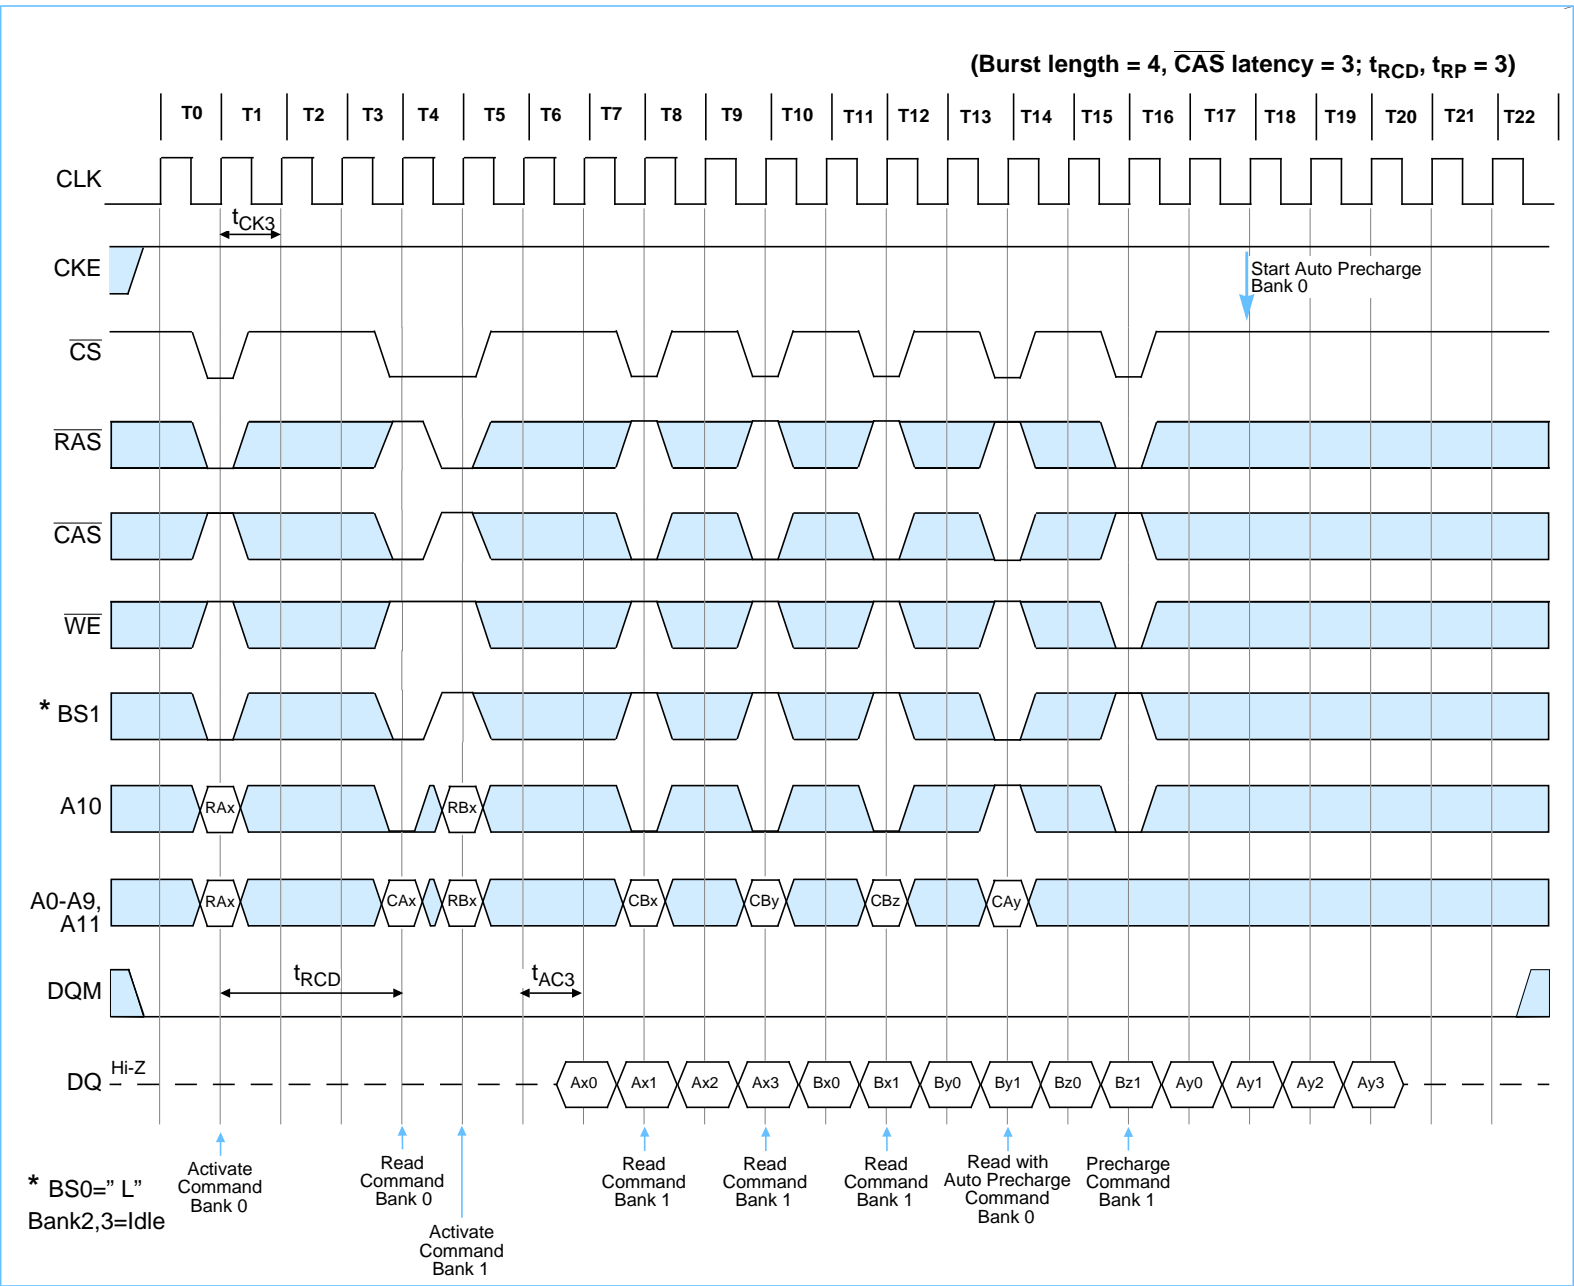 (Burst length = 4, CAS latency = 3; tRCD, tRP = 3)
T0 T1 T2 T3 T4 T5 T6 T7 T8 T9 T10 T11 T12 T13 T14 T15 T16 T17 T18 T19 T20 T21 T22
CLK
tCK3
CKE
Start Auto Precharge
Bank 0
CS
RAS
CAS
WE
* BS1
A10
RAx RBx
A0-A9,
A11
RAx CAx RBx CBx CBy CBz CAy
DQM
tRCD tAC3
Hi-Z
DQ
Ax0 Ax1 Ax2 Ax3 Bx0 Bx1 By0 By1 Bz0 Bz1 Ay0 Ay1 Ay2 Ay3
Activate
Command
Bank 0
Read
Command
Bank 0
Activate
Command
Bank 1
Read
Command
Bank 1
Read
Command
Bank 1
Read
Command
Bank 1
Read with
Auto Precharge
Command
Bank 0
Precharge
Command
Bank 1
* BS0=” L”
Bank2,3=Idle